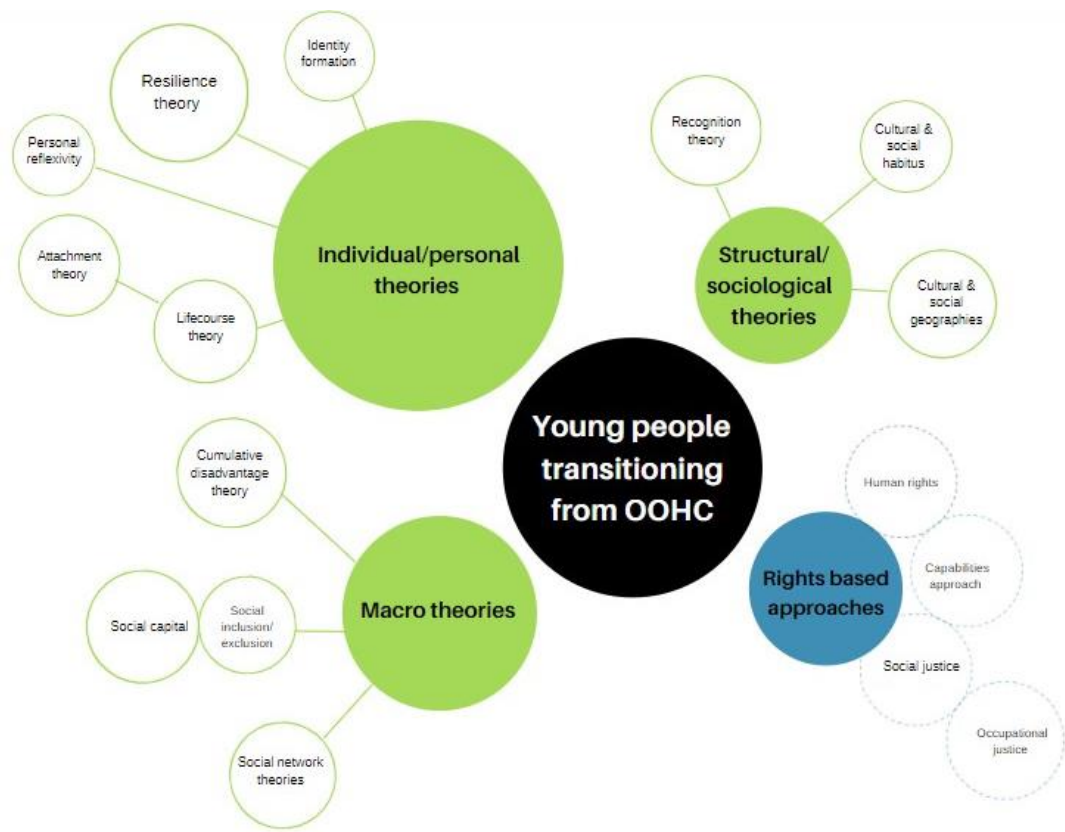 Identity
formation
Resilience
theory
Personal
reflexivity
Attachment
theory
Lifecourse
theory
Individual/personal
theories
Recognition
theory
Cultural &
social
habitus
Structural/
sociological
theories
Cultural &
social
geographies
Young people
transitioning
from OOHC
Cumulative
disadvantage
theory
Social capital
Social
inclusion/
exclusion
Macro theories
Social network
theories
Rights based
approaches
Human rights
Capabilities
approach
Social justice
Occupational
justice